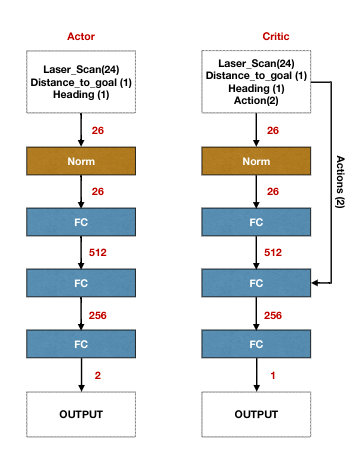 Actor
Laser_Scan(24)
Distance_to_goal (1)
Heading (1)
26
Norm
26
FC
512
FC
256
FC
2
OUTPUT
Critic
Laser_Scan(24)
Distance_to_goal (1)
Heading (1)
Action(2)
26
Norm
26
FC
512
FC
256
FC
1
OUTPUT
Actions (2)